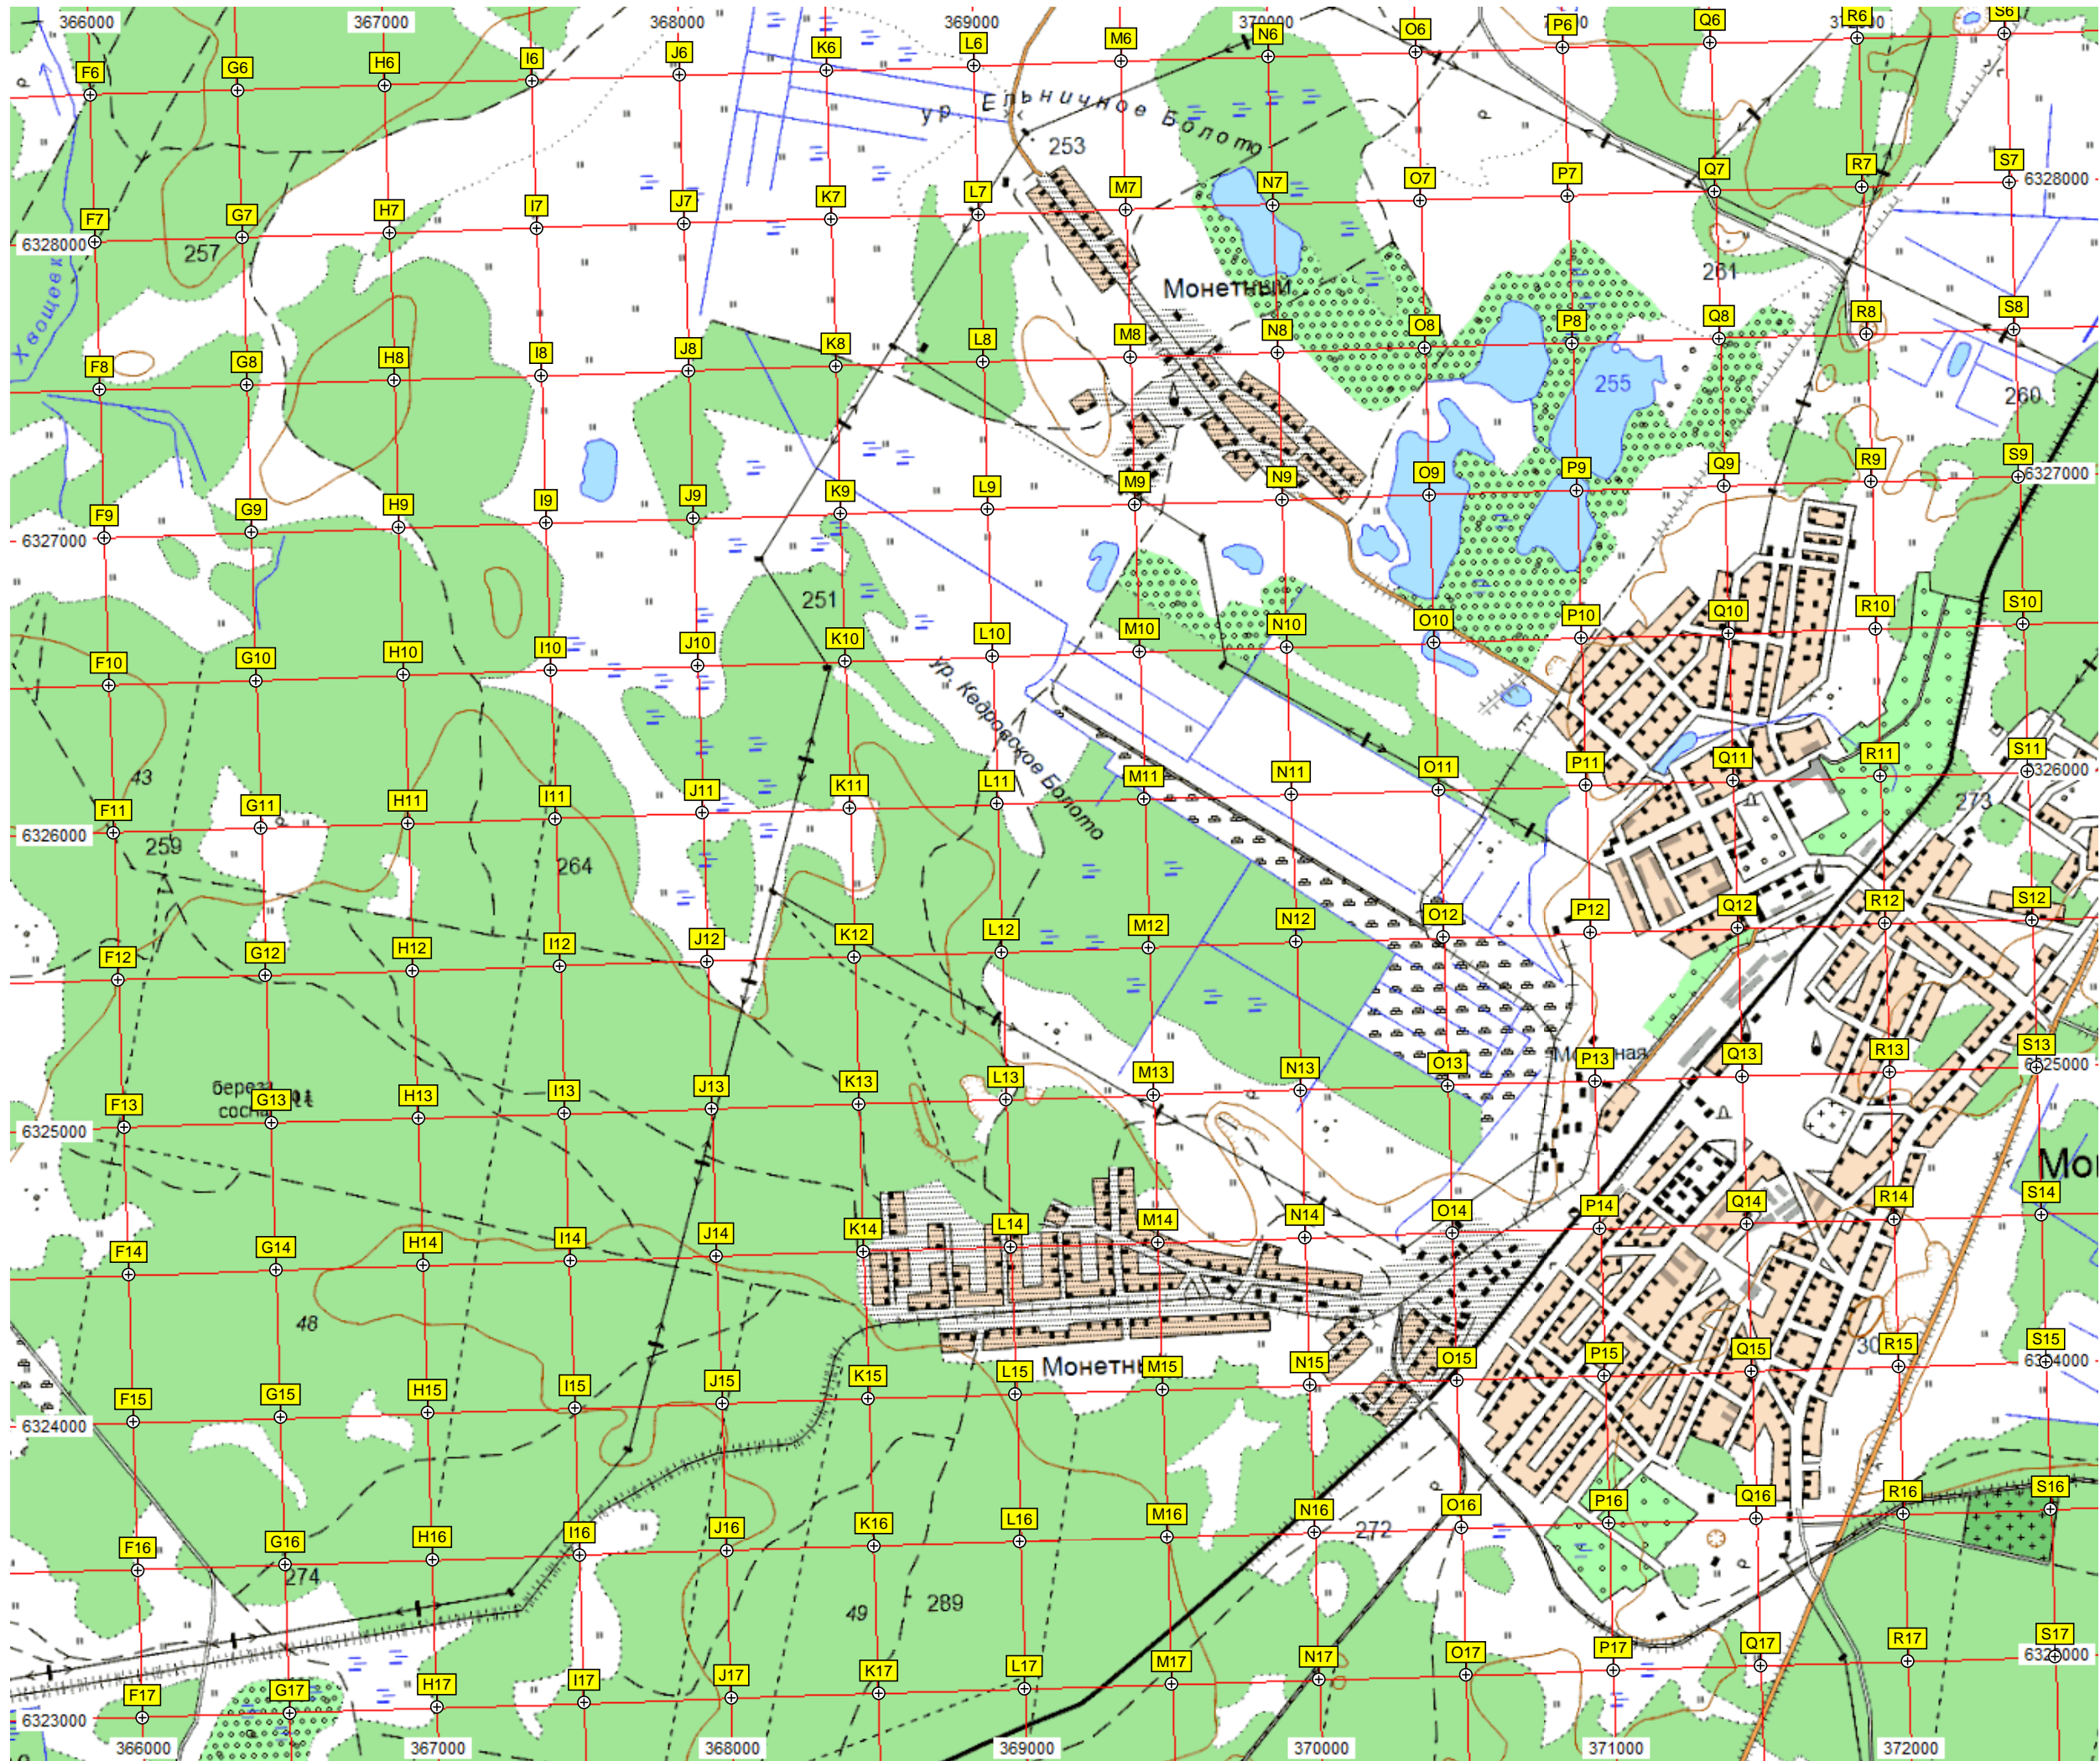 366000 367000 368000 369000 370000
F6 G6 H6 I6 J6 K6 L6 M6 N6 O6 P6 Q6 R6 S6
ур. Ельничное Болото
253
F7 G7 H7 I7 J7 K7 L7 M7 N7 O7 P7 Q7 R7 S7
6328000
6328000
257
261
Монетный
F8 G8 H8 I8 J8 K8 L8 M8 N8 O8 P8 Q8 R8 S8
255
260
F9 G9 H9 I9 J9 K9 L9 M9 N9 O9 P9 Q9 R9 S9
6327000
6327000
251
F10 G10 H10 I10 J10 K10 L10 M10 N10 O10 P10 Q10 R10 S10
ур. Кедровское Болото
43
F11 G11 H11 I11 J11 K11 L11 M11 N11 O11 P11 Q11 R11 S11
6326000
6326000
273
259
264
F12 G12 H12 I12 J12 K12 L12 M12 N12 O12 P12 Q12 R12 S12
F13 G13 H13 I13 J13 K13 L13 M13 N13 O13 P13 Q13 R13 S13
6325000
F14 G14 H14 I14 J14 K14 L14 M14 N14 O14 P14 Q14 R14 S14
48
F15 G15 H15 I15 J15 K15 L15 M15 N15 O15 P15 Q15 R15 S15
6324000
F16 G16 H16 I16 J16 K16 L16 M16 N16 O16 P16 Q16 R16 S16
272
274
49
289
F17 G17 H17 I17 J17 K17 L17 M17 N17 O17 P17 Q17 R17 S17
6323000
366000 367000 368000 369000 370000 371000 372000